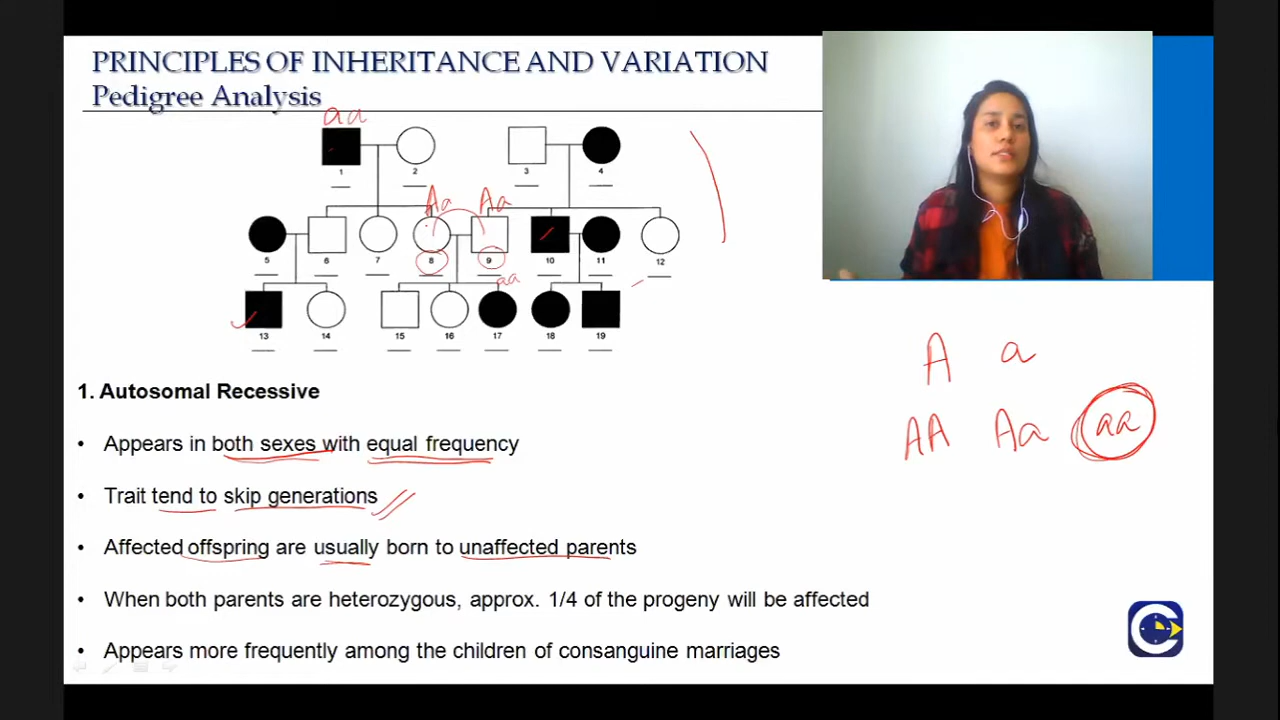 PRINCIPLES OF INHERITANCE AND VARIATION
Pedigree Analysis
aa
1 2 3 4
Aa Aa
5 6 7 8 9 10 11 12
aa
13 14 15 16 17 18 19
A a
AA Aa aa
1. Autosomal Recessive
• Appears in both sexes with equal frequency
• Trait tend to skip generations
• Affected offspring are usually born to unaffected parents
• When both parents are heterozygous, approx. 1/4 of the progeny will be affected
• Appears more frequently among the children of consanguine marriages